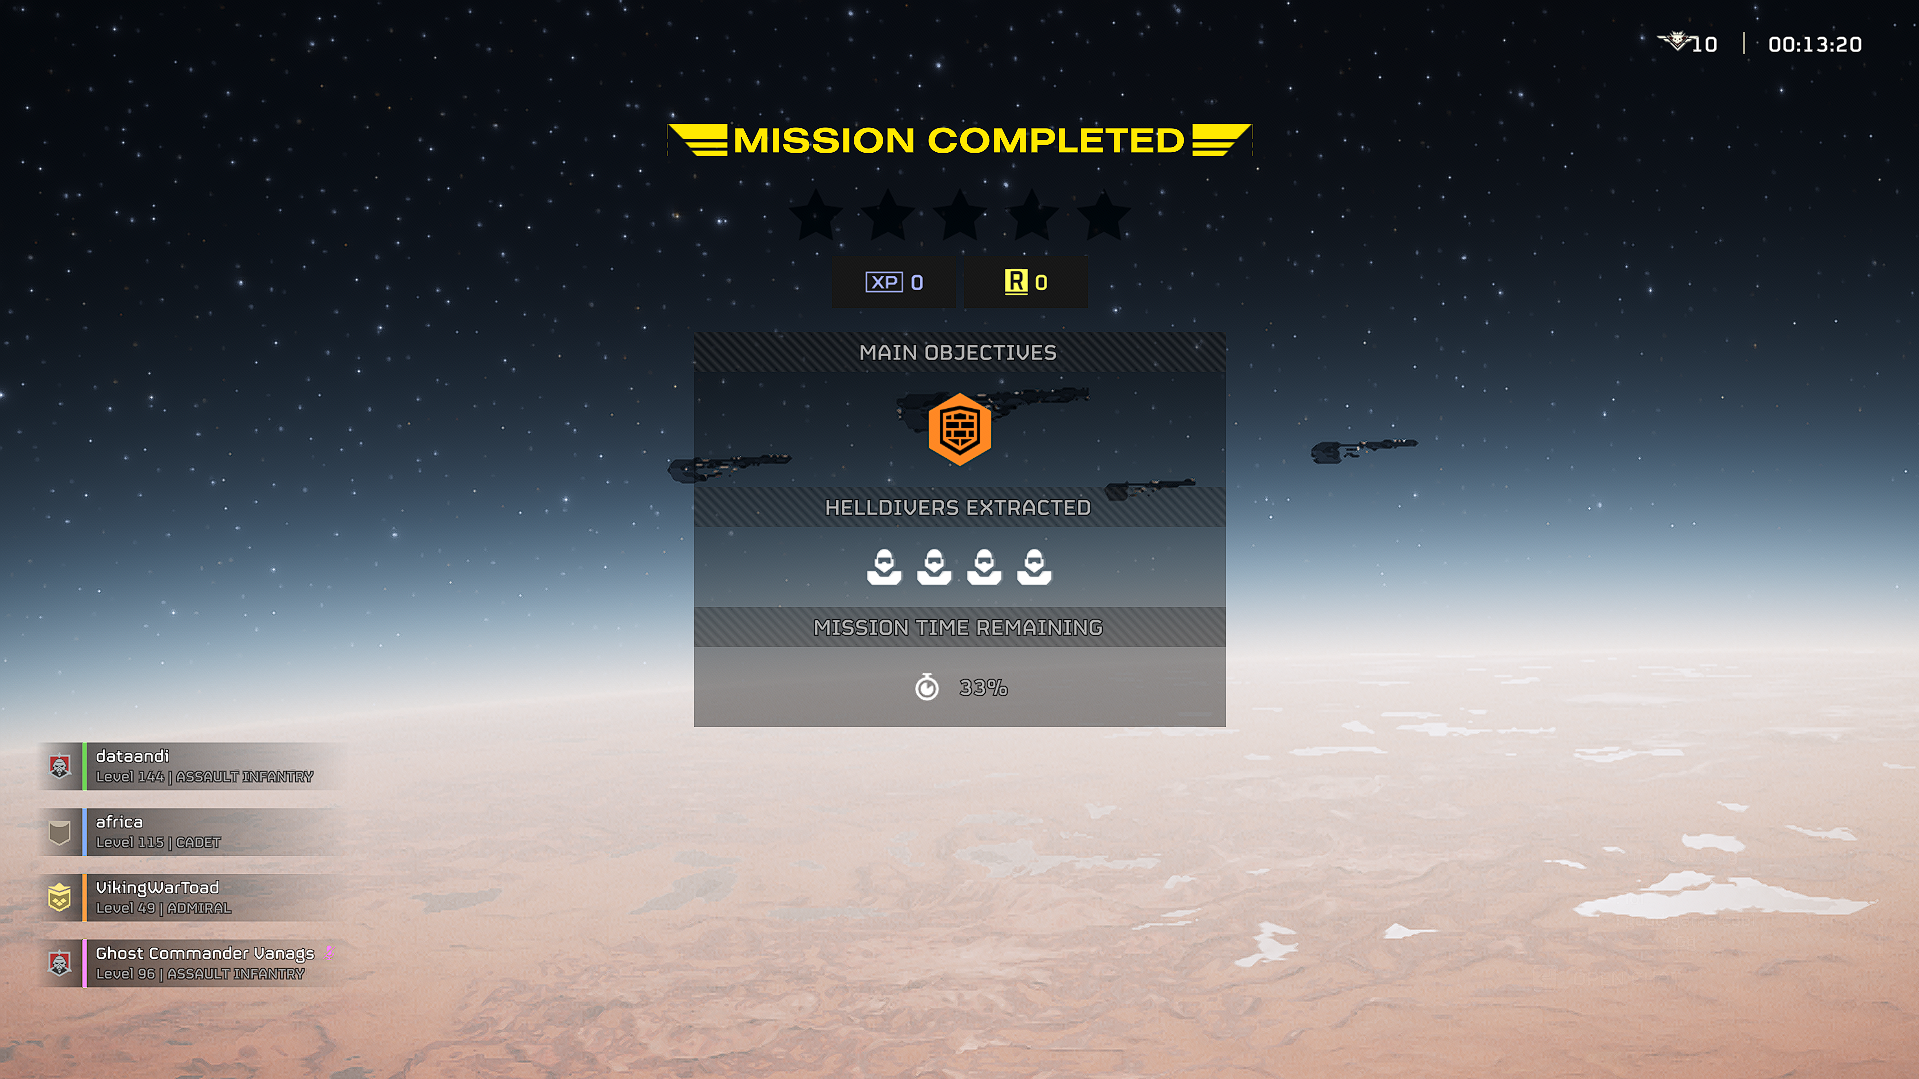 10 | 00:13:20
MISSION COMPLETED
XP 0
R 0
MAIN OBJECTIVES
HELLDIVERS EXTRACTED
MISSION TIME REMAINING
33%
dataandi
Level 144 | ASSAULT INFANTRY
africa
Level 115 | CADET
VikingWarToad
Level 49 | ADMIRAL
Ghost Commander Vanags
Level 96 | ASSAULT INFANTRY